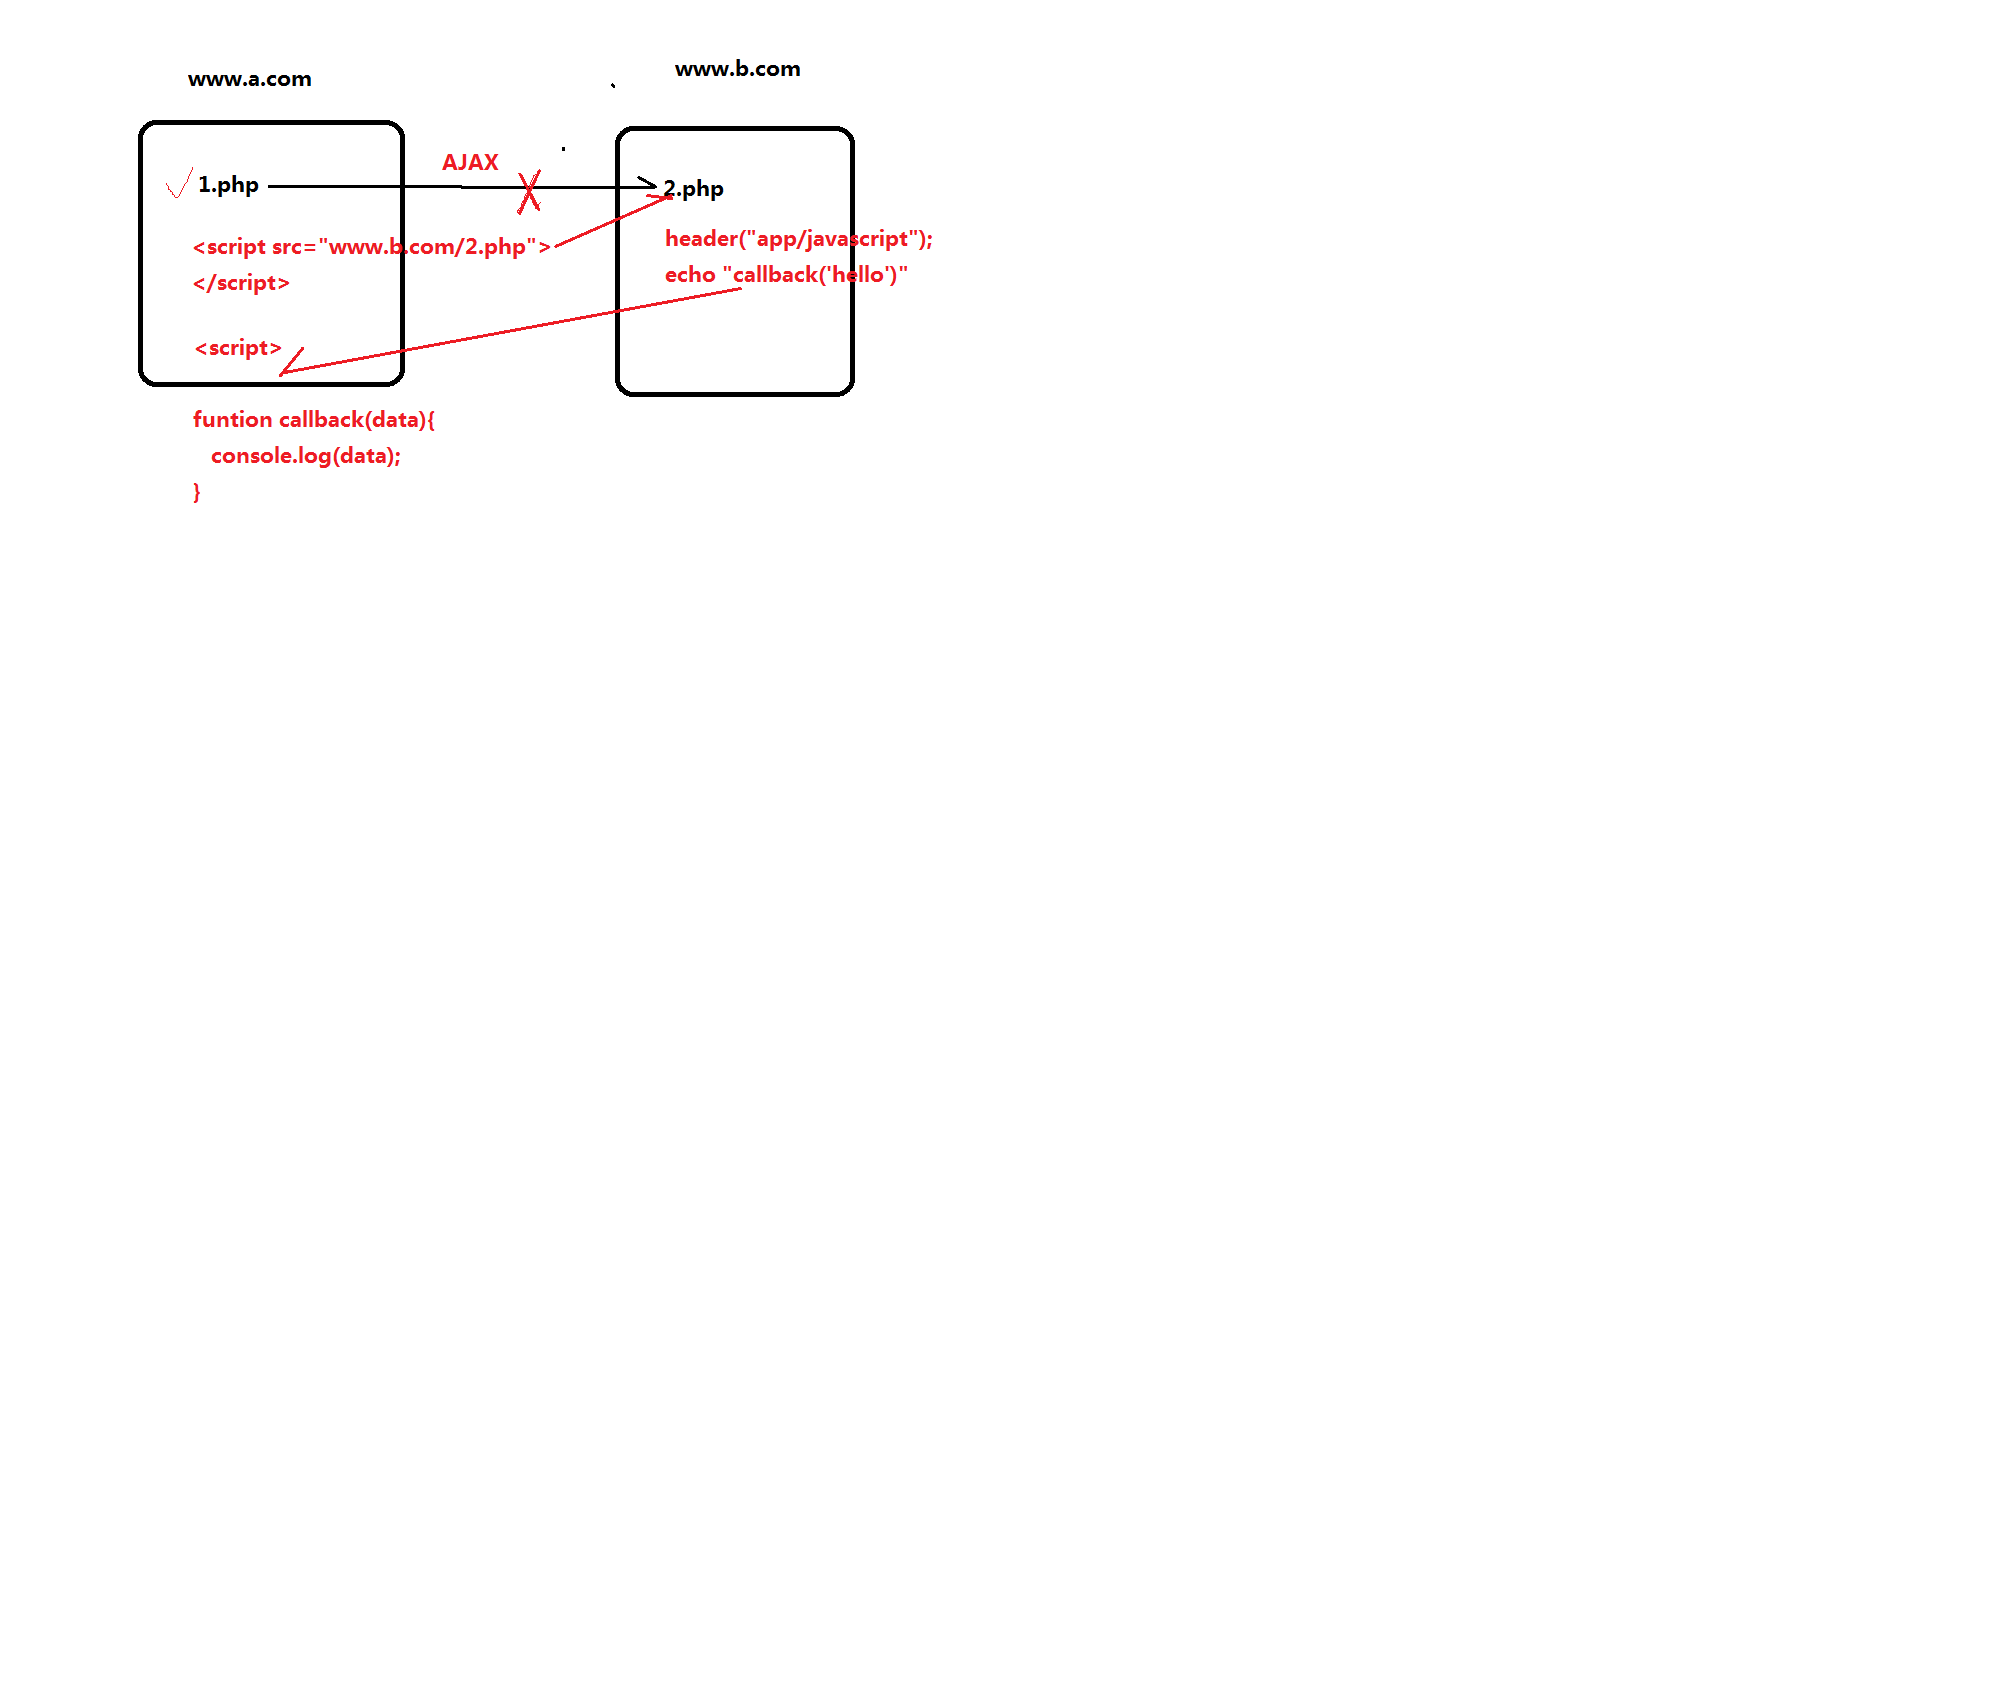 www.a.com
www.b.com
AJAX
1.php
2.php
<script src="www.b.com/2.php">
</script>
header("app/javascript");
echo "callback('hello')"
<script>
funtion callback(data){
console.log(data);
}